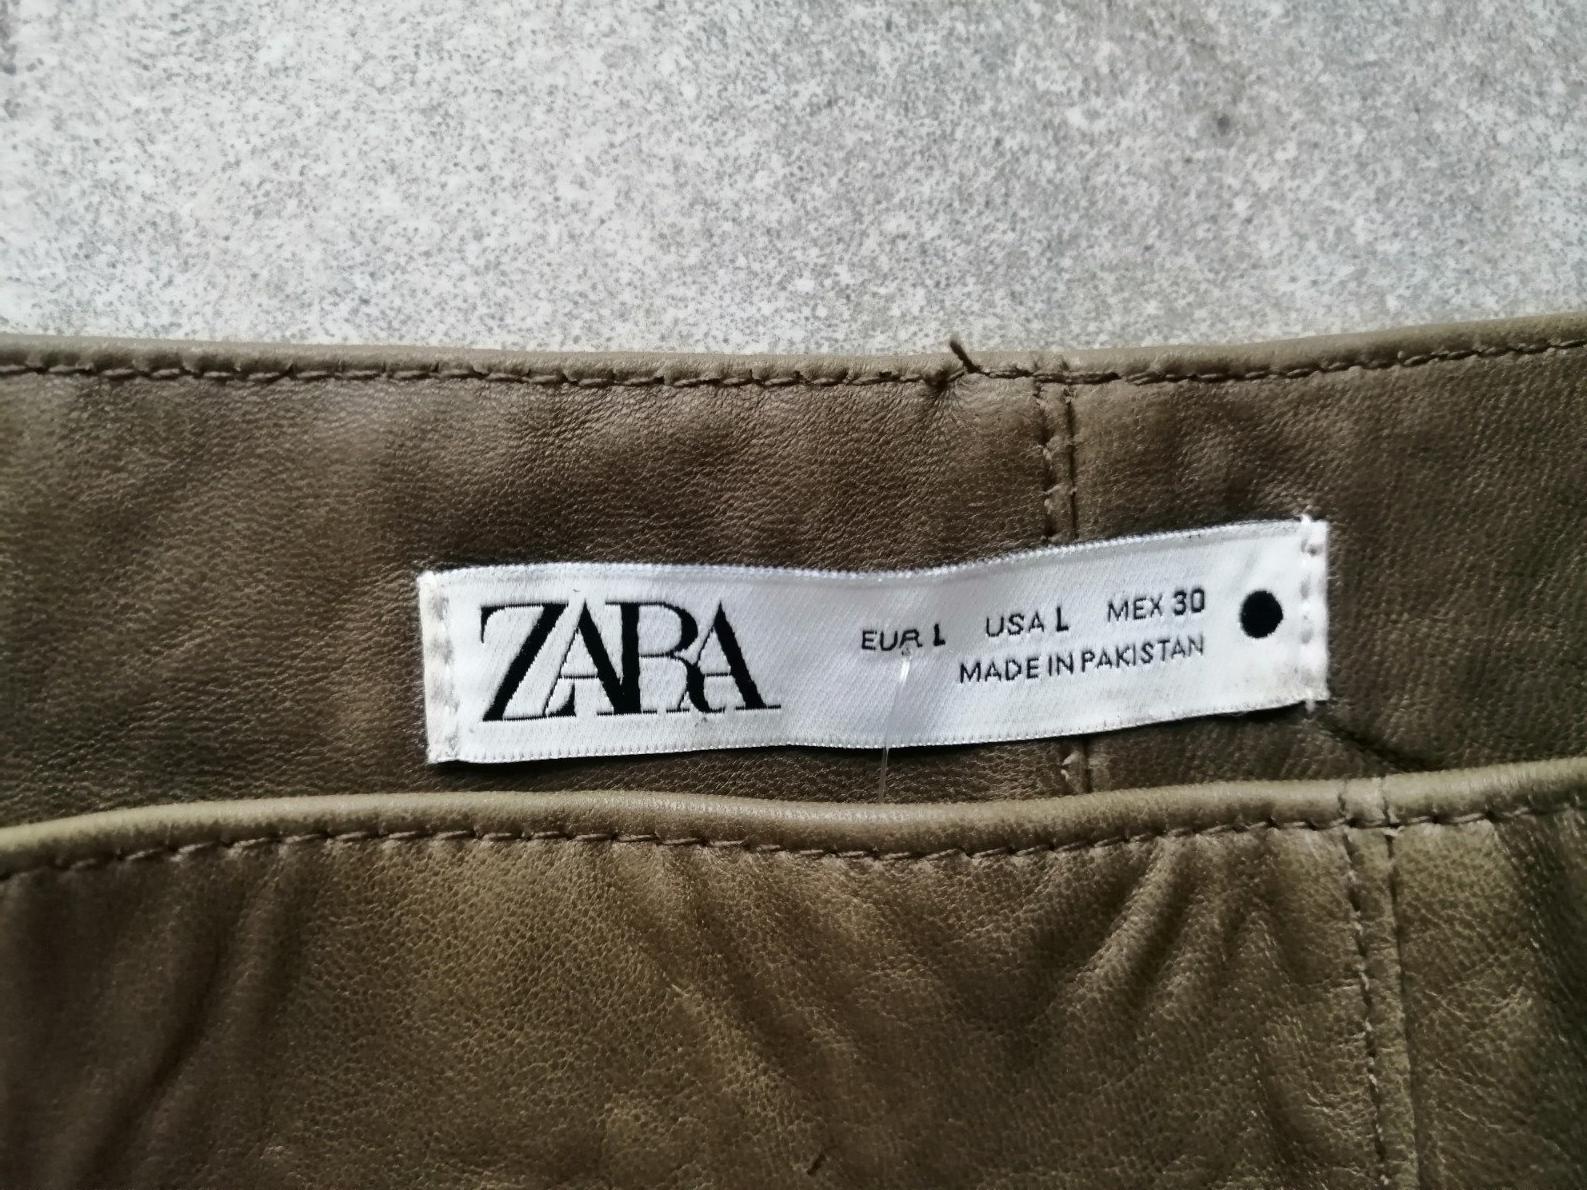 ZARA
EUR L USA L MEX 30
MADE IN PAKISTAN